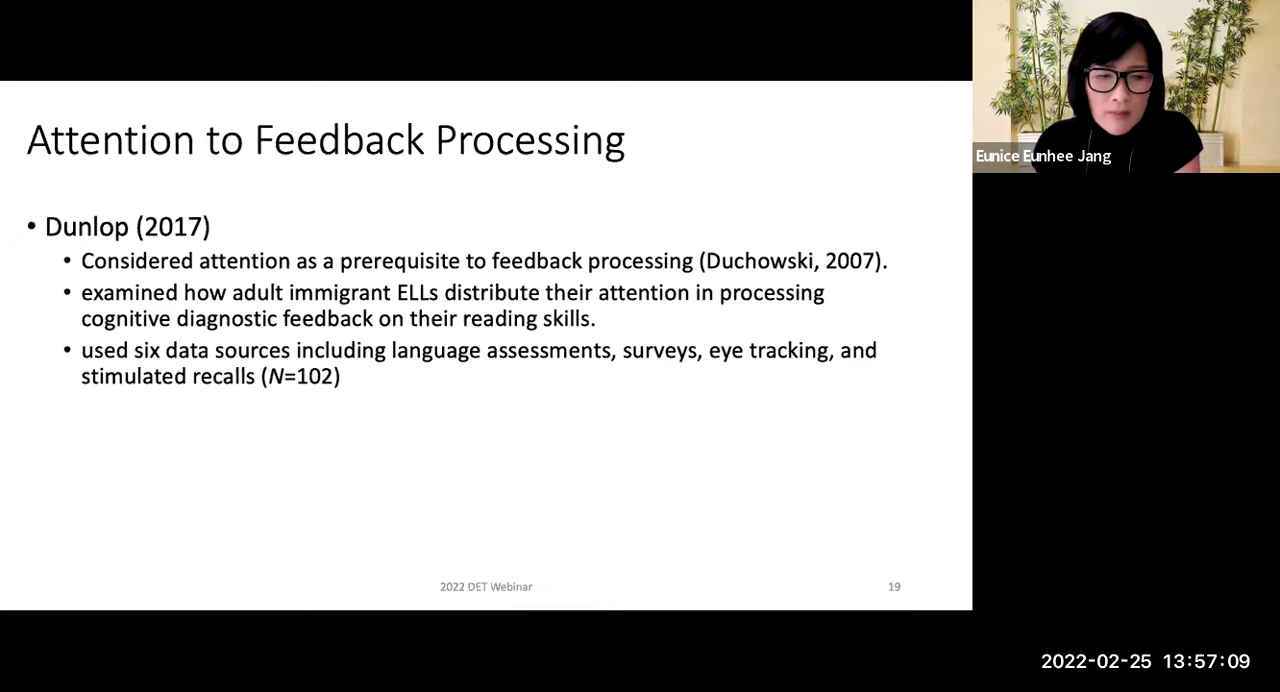 Attention to Feedback Processing
• Dunlop (2017)
• Considered attention as a prerequisite to feedback processing (Duchowski, 2007).
• examined how adult immigrant ELLs distribute their attention in processing
cognitive diagnostic feedback on their reading skills.
• used six data sources including language assessments, surveys, eye tracking, and
stimulated recalls (N=102)
2022 DET Webinar
19
Eunice Eunhee Jang
2022-02-25 13:57:09